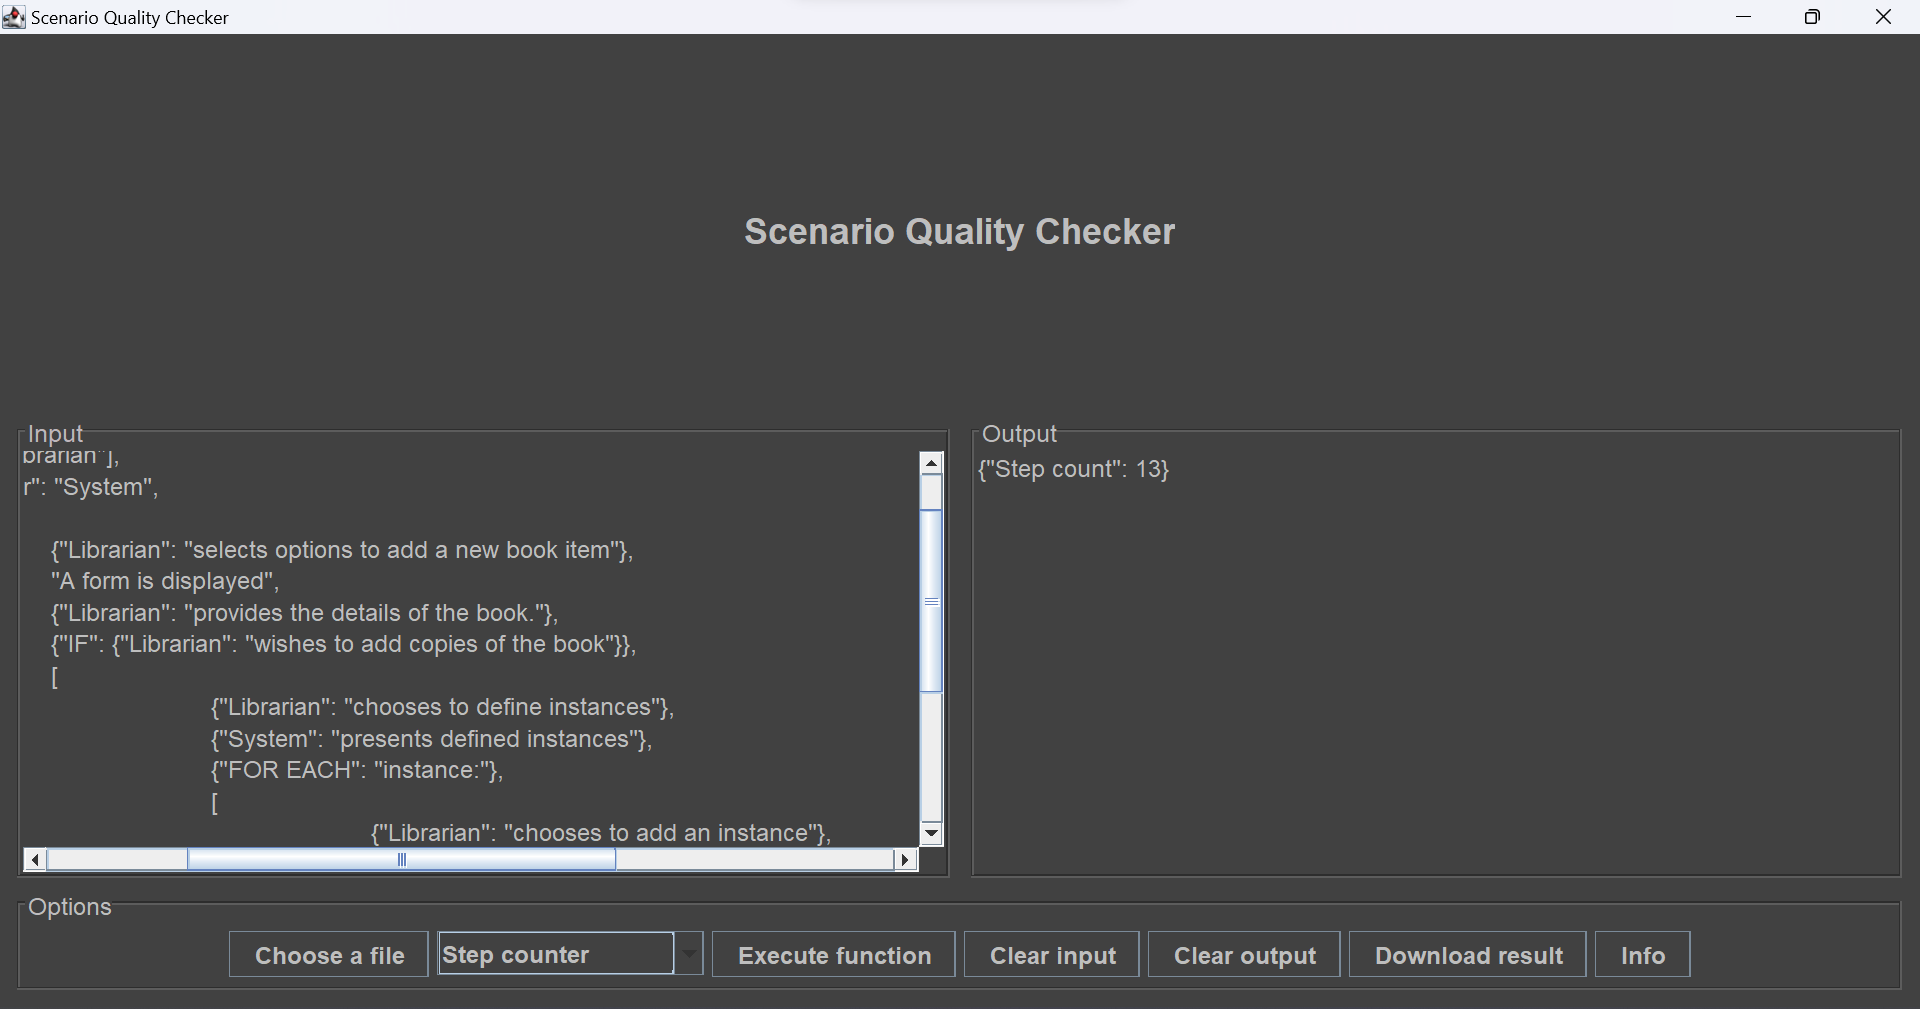 Scenario Quality Checker
Scenario Quality Checker
Input
brarian"],
r": "System",
{"Librarian": "selects options to add a new book item"},
"A form is displayed",
{"Librarian": "provides the details of the book."},
{"IF": {"Librarian": "wishes to add copies of the book"}},
[
{"Librarian": "chooses to define instances"},
{"System": "presents defined instances"},
{"FOR EACH": "instance:"},
[
{"Librarian": "chooses to add an instance"},
Output
{"Step count": 13}
Options
Choose a file
Step counter
Execute function
Clear input
Clear output
Download result
Info